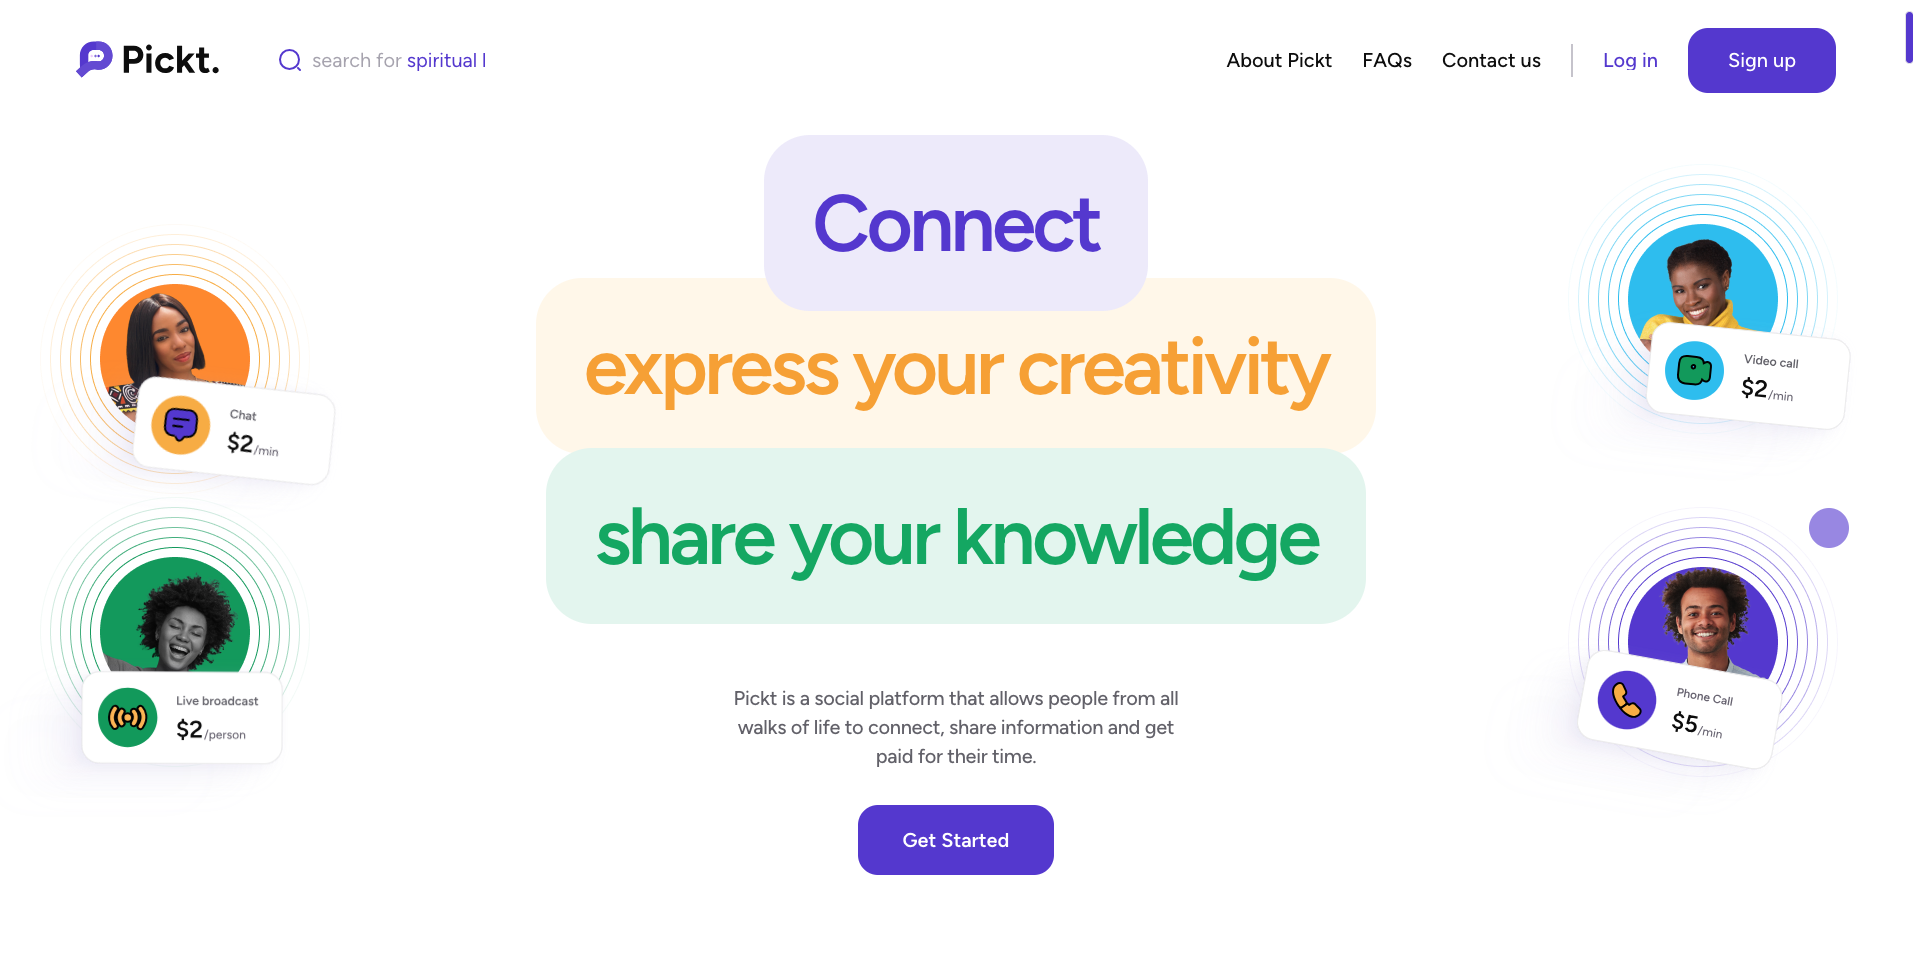 Pickt.
search for spiritual l
About Pickt
FAQs
Contact us
Log in
Sign up
Connect
express your creativity
share your knowledge
Chat
$2/min
Live broadcast
$2/person
Video call
$2/min
Phone Call
$5/min
Pickt is a social platform that allows people from all
walks of life to connect, share information and get
paid for their time.
Get Started